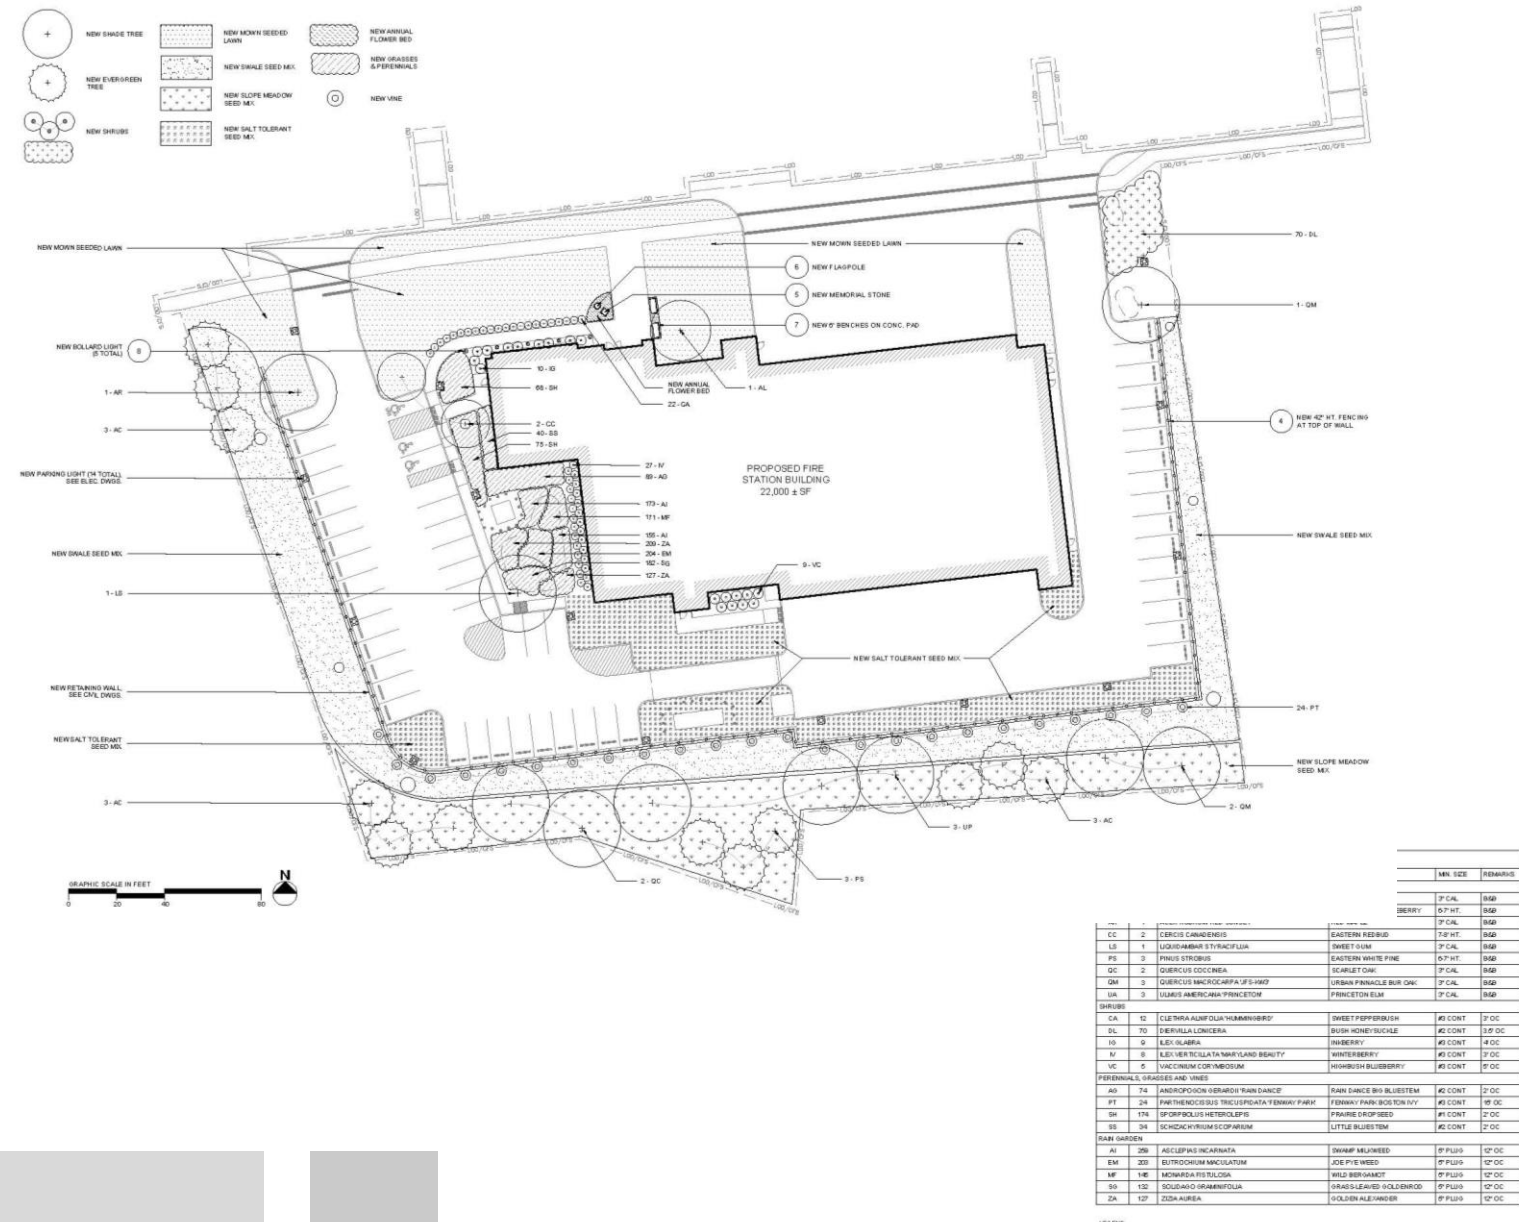 NEW SHADE TREE
NEW EVERGREEN
TREE
NEW SHRUBS
NEW MOWN SEEDED
LAWN
NEW SWALE SEED MIX
NEW SLOPE MEADOW
SEED MIX
NEW SALT TOLERANT
SEED MIX
NEW ANNUAL
FLOWER BED
NEW GRASSES
& PERENNIALS
NEW VINE
NEW MOWN SEEDED LAWN
NEW BOLLARD LIGHT
(8 TOTAL)
8
1 - AR
3 - AC
NEW PARKING LIGHT (14 TOTAL),
SEE ELEC. DWGS.
NEW SWALE SEED MIX
1 - LS
NEW RETAINING WALL,
SEE CIVIL DWGS.
NEW SALT TOLERANT
SEED MIX
3 - AC
NEW MOWN SEEDED LAWN
6 NEW FLAGPOLE
5 NEW MEMORIAL STONE
7 NEW 6' BENCHES ON CONC. PAD
10 - IG
68 - SH
NEW ANNUAL
FLOWER BED
1 - AL
22 - CA
2 - CC
40 - SS
75 - SH
27 - IV
89 - AG
173 - AI
171 - MF
155 - AI
209 - ZA
204 - EM
182 - SG
127 - ZA
9 - VC
PROPOSED FIRE
STATION BUILDING
22,000 ± SF
NEW SALT TOLERANT SEED MIX
70 - DL
1 - QM
4 NEW 42" HT. FENCING
AT TOP OF WALL
NEW SWALE SEED MIX
24 - PT
NEW SLOPE MEADOW
SEED MIX
2 - QM
3 - AC
3 - UP
3 - PS
2 - QC
GRAPHIC SCALE IN FEET
0 20 40 80
N
MIN. SIZE REMARKS
3" CAL B&B
EBERRY 6-7' HT. B&B
3" CAL B&B
CC 2 CERCIS CANADENSIS EASTERN REDBUD 7-8' HT. B&B
LS 1 LIQUIDAMBAR STYRACIFLUA SWEET GUM 3" CAL B&B
PS 3 PINUS STROBUS EASTERN WHITE PINE 6-7' HT. B&B
QC 2 QUERCUS COCCINEA SCARLET OAK 3" CAL B&B
QM 3 QUERCUS MACROCARPA 'JFS-KW3' URBAN PINNACLE BUR OAK 3" CAL B&B
UA 3 ULMUS AMERICANA 'PRINCETON' PRINCETON ELM 3" CAL B&B
SHRUBS
CA 12 CLETHRA ALNIFOLIA 'HUMMINGBIRD' SWEET PEPPERBUSH #3 CONT 3' OC
DL 70 DIERVILLA LONICERA BUSH HONEYSUCKLE #2 CONT 3.5' OC
IG 9 ILEX GLABRA INKBERRY #3 CONT 4' OC
IV 8 ILEX VERTICILLATA 'MARYLAND BEAUTY' WINTERBERRY #3 CONT 3' OC
VC 5 VACCINIUM CORYMBOSUM HIGHBUSH BLUEBERRY #3 CONT 5' OC
PERENNIALS, GRASSES AND VINES
AG 74 ANDROPOGON GERARDII 'RAIN DANCE' RAIN DANCE BIG BLUESTEM #2 CONT 2' OC
PT 24 PARTHENOCISSUS TRICUSPIDATA 'FENWAY PARK' FENWAY PARK BOSTON IVY #3 CONT 15' OC
SH 174 SPORPBOLUS HETEROLEPIS PRAIRIE DROPSEED #1 CONT 2' OC
SS 34 SCHIZACHYRIUM SCOPARIUM LITTLE BLUESTEM #2 CONT 2' OC
RAIN GARDEN
AI 259 ASCLEPIAS INCARNATA SWAMP MILKWEED 5" PLUG 12" OC
EM 203 EUTROCHIUM MACULATUM JOE PYE WEED 5" PLUG 12" OC
MF 146 MONARDA FISTULOSA WILD BERGAMOT 5" PLUG 12" OC
SG 132 SOLIDAGO GRAMINIFOLIA GRASS-LEAVED GOLDENROD 5" PLUG 12" OC
ZA 127 ZIZIA AUREA GOLDEN ALEXANDER 5" PLUG 12" OC